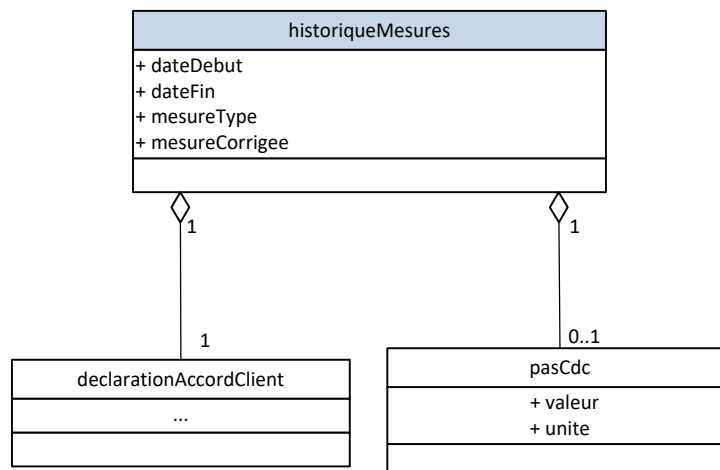 historiqueMesures
+ dateDebut
+ dateFin
+ mesureType
+ mesureCorrigee
1
1
1
0..1
declarationAccordClient
...
pasCdc
+ valeur
+ unite